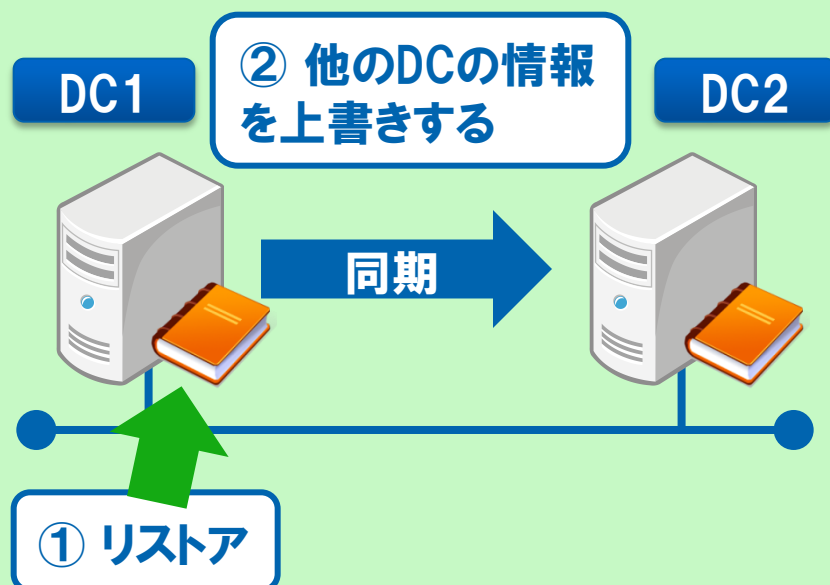 DC1
② 他のDCの情報
を上書きする
DC2
同期
① リストア